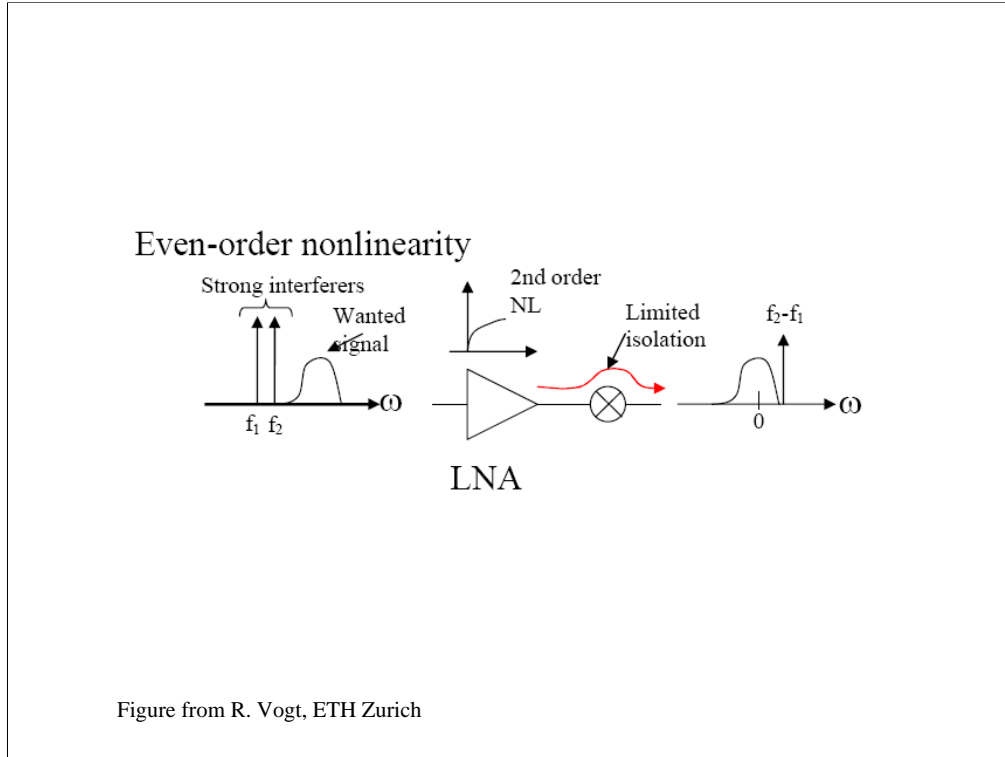 Even-order nonlinearity
Strong interferers
Wanted
signal
f₁ f₂
ω
2nd order
NL
LNA
Limited
isolation
f₂-f₁
0
ω
Figure from R. Vogt, ETH Zurich